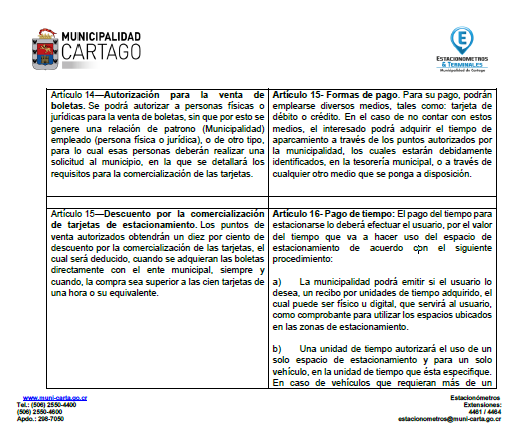 MUNICIPALIDAD
CARTAGO
ESTACIONOMETROS
& TERMINALES
Municipalidad de Cartago
Artículo 14—Autorización para la venta de
boletas. Se podrá autorizar a personas físicas o
jurídicas para la venta de boletas, sin que por esto se
genere una relación de patrono (Municipalidad)
empleado (persona física o jurídica), o de otro tipo,
para lo cual esas personas deberán realizar una
solicitud al municipio, en la que se detallará los
requisitos para la comercialización de las tarjetas.
Artículo 15- Formas de pago. Para su pago, podrán
emplearse diversos medios, tales como: tarjeta de
débito o crédito. En el caso de no contar con estos
medios, el interesado podrá adquirir el tiempo de
aparcamiento a través de los puntos autorizados por
la municipalidad, los cuales estarán debidamente
identificados, en la tesorería municipal, o a través de
cualquier otro medio que se ponga a disposición.
Artículo 15—Descuento por la comercialización
de tarjetas de estacionamiento. Los puntos de
venta autorizados obtendrán un diez por ciento de
descuento por la comercialización de las tarjetas, el
cual será deducido, cuando se adquieran las boletas
directamente con el ente municipal, siempre y
cuando, la compra sea superior a las cien tarjetas de
una hora o su equivalente.
Artículo 16- Pago de tiempo: El pago del tiempo para
estacionarse lo deberá efectuar el usuario, por el valor
del tiempo que va a hacer uso del espacio de
estacionamiento de acuerdo con el siguiente
procedimiento:
a) La municipalidad podrá emitir si el usuario lo
desea, un recibo por unidades de tiempo adquirido, el
cual puede ser físico u digital, que servirá al usuario,
como comprobante para utilizar los espacios ubicados
en las zonas de estacionamiento.
b) Una unidad de tiempo autorizará el uso de un
solo espacio de estacionamiento y para un solo
vehículo, en la unidad de tiempo que ésta especifique.
En caso de vehículos que requieran más de un
www.muni-carta.go.cr
Tel.: (506) 2550-4400
(506) 2550-4600
Apdo.: 298-7050
Estacionómetros
Extensiones:
4461 / 4464
estacionometros@muni-carta.go.cr